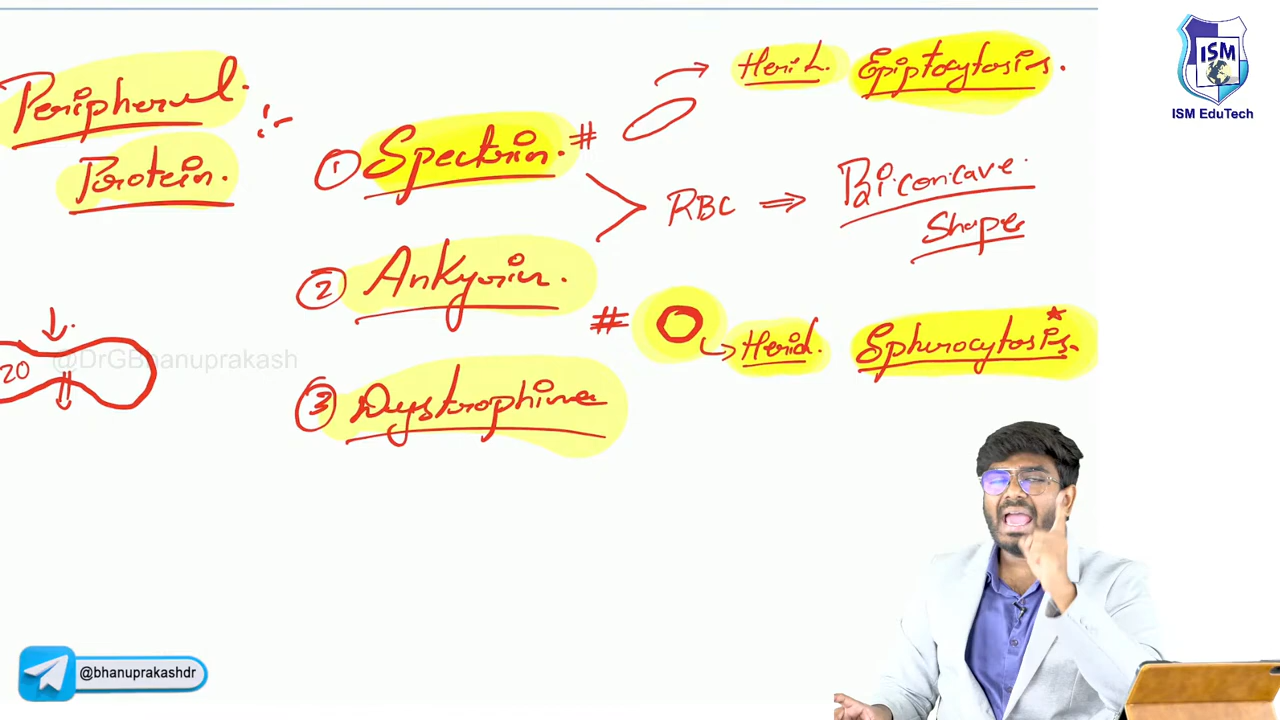 Peripheral :-
Protein.
① Spectrin. #
Herid. Epiptocytosis.
RBC ⇒ Biconcave
Shape
② Ankyrin.
# Herid. Spherocytosis.
③ Dystrophine
20
@DrGBhanuprakash
ISM
ISM EduTech
@bhanuprakashdr